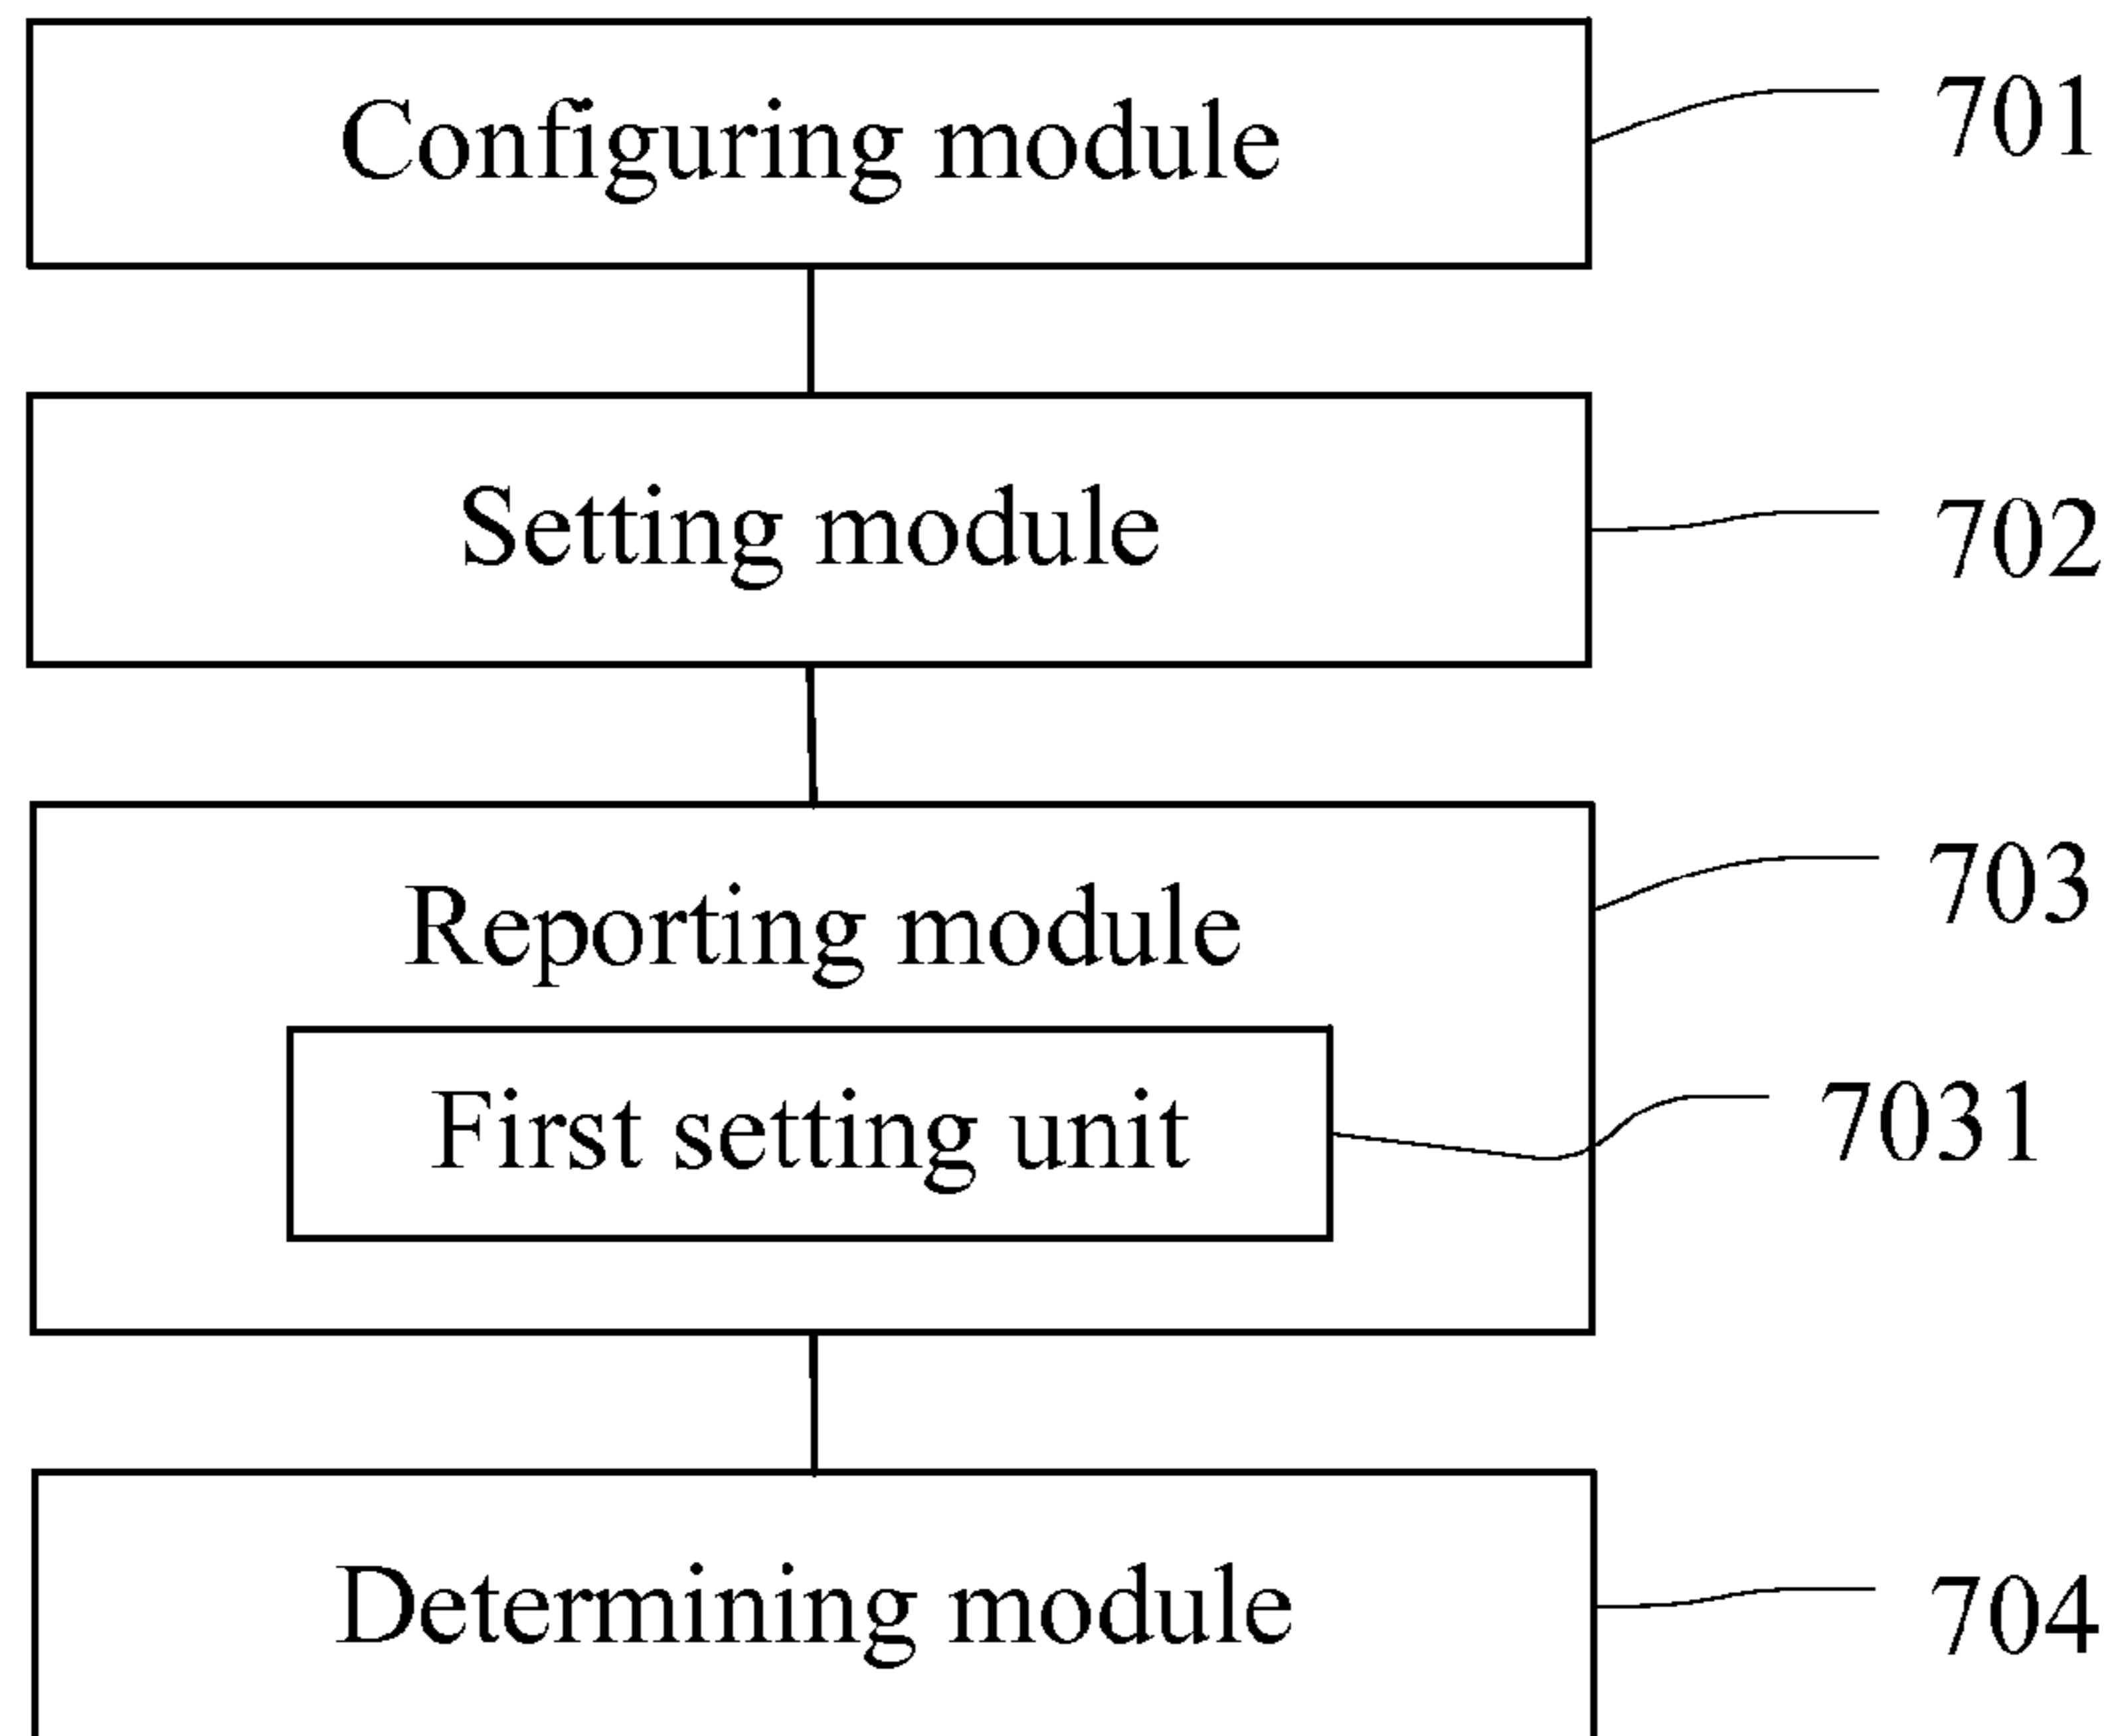 Configuring module 701
Setting module 702
Reporting module 703
First setting unit 7031
Determining module 704